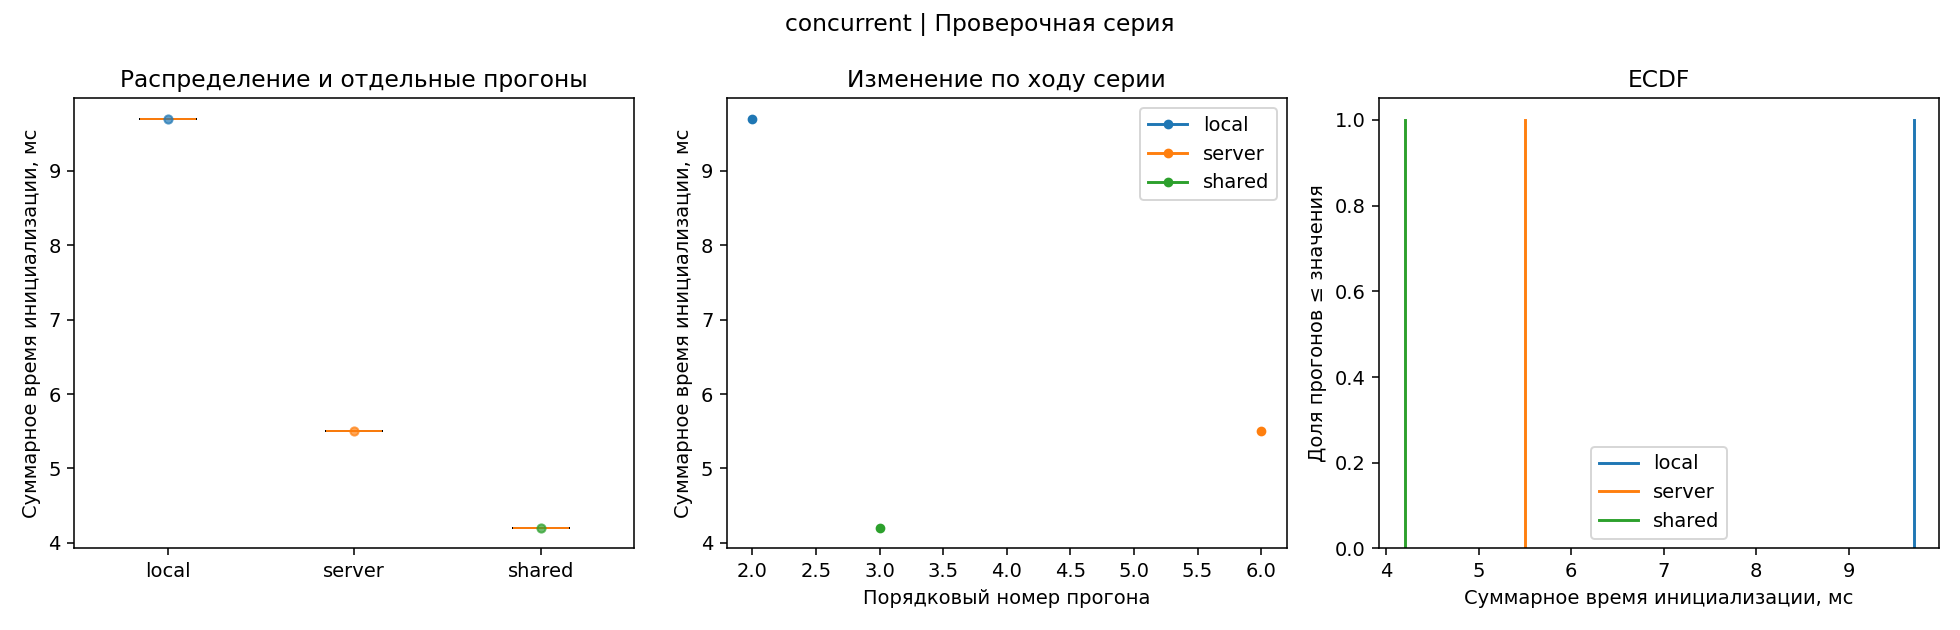 concurrent | Проверочная серия
Распределение и отдельные прогоны
Суммарное время инициализации, мс
9
8
7
6
5
4
local
server
shared
Изменение по ходу серии
Суммарное время инициализации, мс
9
8
7
6
5
4
local
server
shared
2.0 2.5 3.0 3.5 4.0 4.5 5.0 5.5 6.0
Порядковый номер прогона
ECDF
Доля прогонов ≤ значения
1.0
0.8
0.6
0.4
0.2
0.0
local
server
shared
4 5 6 7 8 9
Суммарное время инициализации, мс